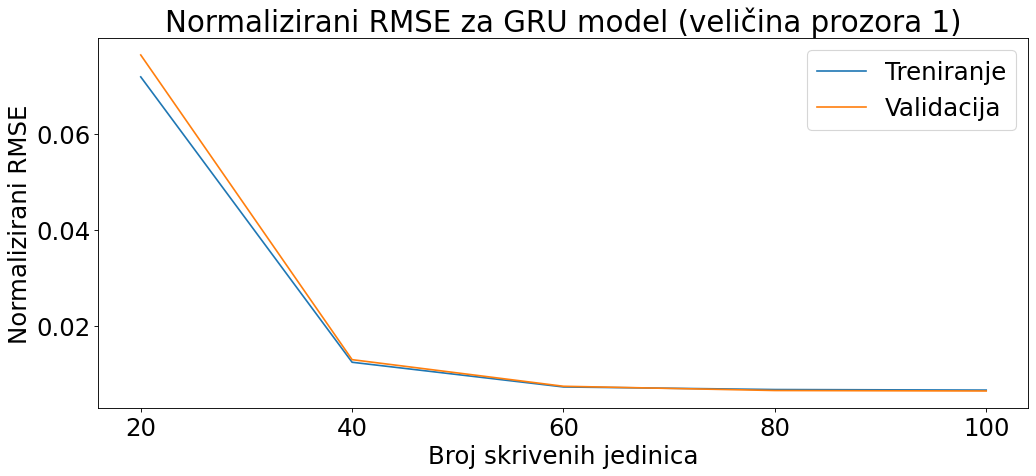 Normalizirani RMSE za GRU model (veličina prozora 1)
Treniranje
Validacija
Normalizirani RMSE
0.06
0.04
0.02
20 40 60 80 100
Broj skrivenih jedinica